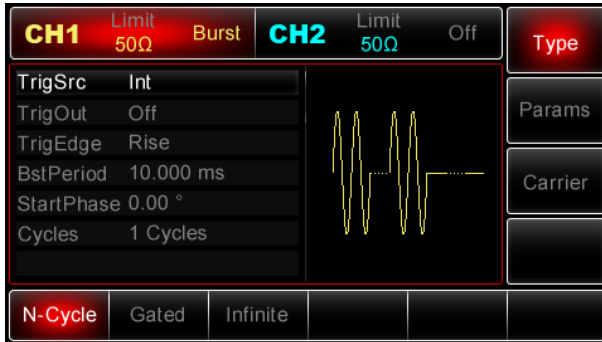 CH1 Limit 50Ω Burst CH2 Limit 50Ω Off Type
TrigSrc Int
TrigOut Off
TrigEdge Rise
BstPeriod 10.000 ms
StartPhase 0.00 °
Cycles 1 Cycles
Params
Carrier
N-Cycle Gated Infinite